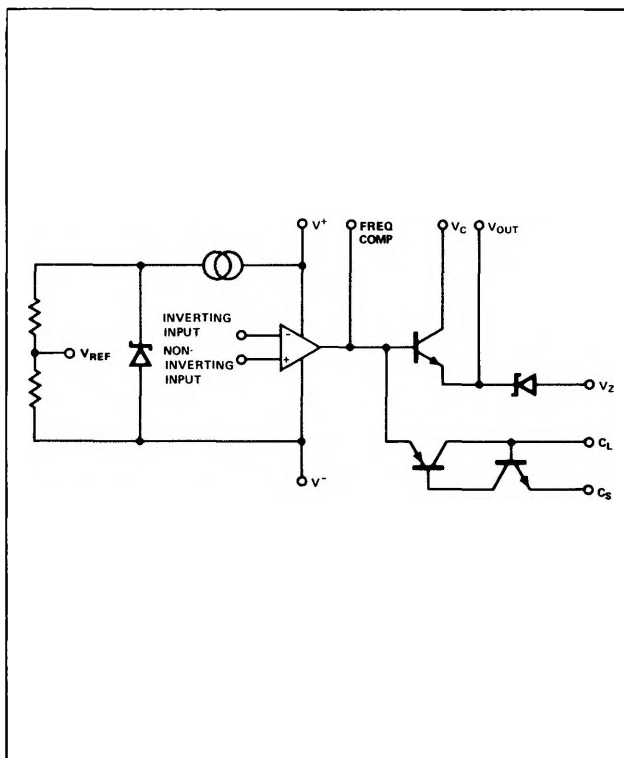 V+
FREQ
COMP
VC
VOUT
INVERTING
INPUT
NON-
INVERTING
INPUT
-
+
VREF
VZ
CL
CS
V-